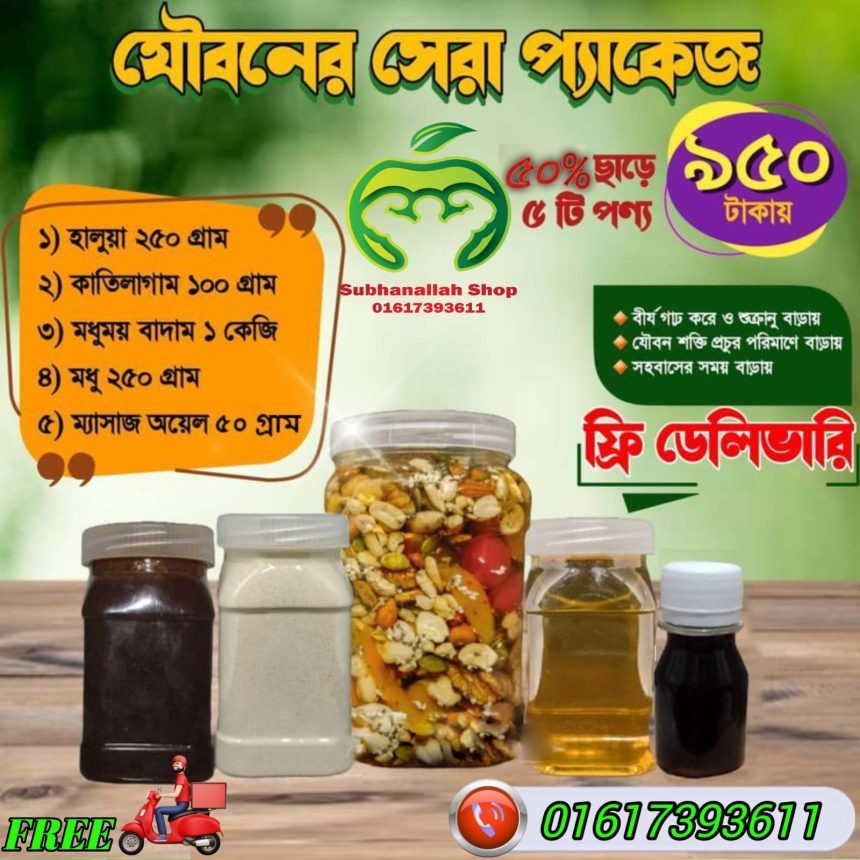 যৌবনের সেরা প্যাকেজ
৫০% ছাড়ে
৫ টি পণ্য
৯৫০
টাকায়
১) হালুয়া ২৫০ গ্রাম
২) কাতিলাগাম ১০০ গ্রাম
৩) মধুময় বাদাম ১ কেজি
৪) মধু ২৫০ গ্রাম
৫) ম্যাসাজ অয়েল ৫০ গ্রাম
Subhanallah Shop
01617393611
বীর্য গাঢ় করে ও শুক্রানু বাড়ায়
যৌবন শক্তি প্রচুর পরিমাণে বাড়ায়
সহবাসের সময় বাড়ায়
ফ্রি ডেলিভারি
FREE
01617393611